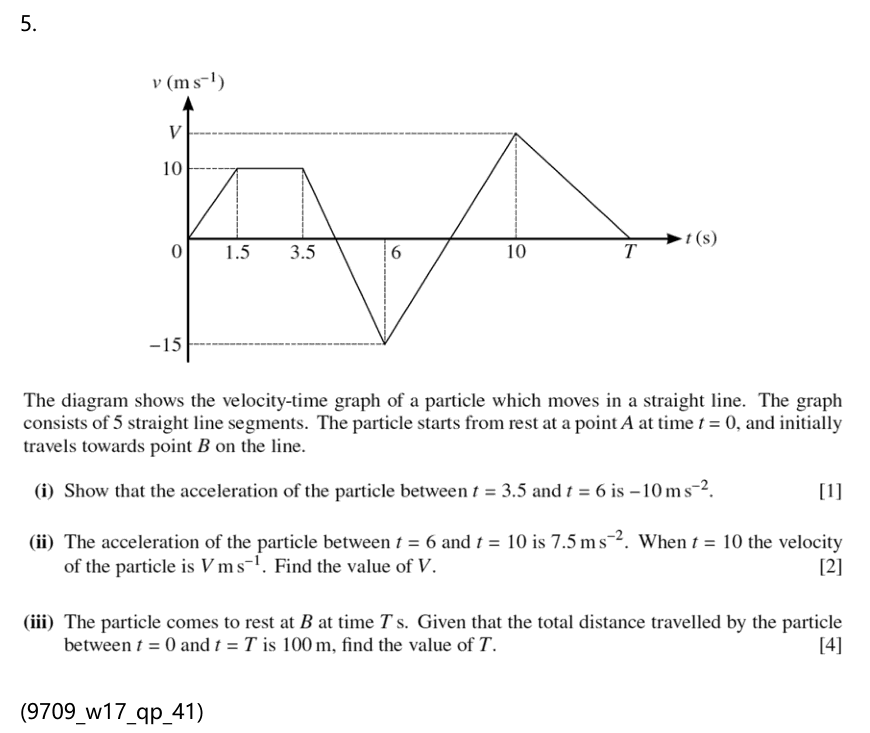 5.
v (m s⁻¹)
V
10
0 1.5 3.5 6 10 T t (s)
−15
The diagram shows the velocity-time graph of a particle which moves in a straight line. The graph
consists of 5 straight line segments. The particle starts from rest at a point A at time t = 0, and initially
travels towards point B on the line.
(i) Show that the acceleration of the particle between t = 3.5 and t = 6 is −10 m s⁻². [1]
(ii) The acceleration of the particle between t = 6 and t = 10 is 7.5 m s⁻². When t = 10 the velocity
of the particle is V m s⁻¹. Find the value of V. [2]
(iii) The particle comes to rest at B at time T s. Given that the total distance travelled by the particle
between t = 0 and t = T is 100 m, find the value of T. [4]
(9709_w17_qp_41)